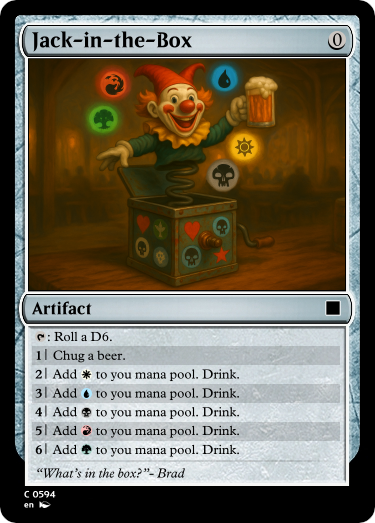 Jack-in-the-Box 0
Artifact
: Roll a D6.
1| Chug a beer.
2| Add to you mana pool. Drink.
3| Add to you mana pool. Drink.
4| Add to you mana pool. Drink.
5| Add to you mana pool. Drink.
6| Add to you mana pool. Drink.
“What's in the box?”- Brad
C 0594
en